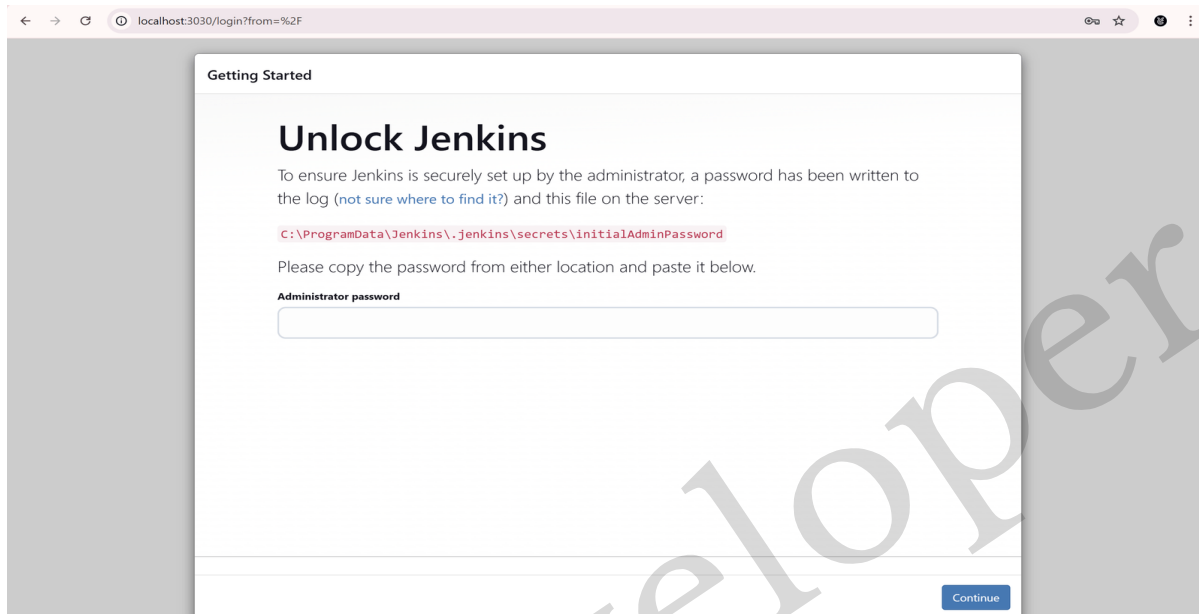 localhost:3030/login?from=%2F
Getting Started
Unlock Jenkins
To ensure Jenkins is securely set up by the administrator, a password has been written to
the log (not sure where to find it?) and this file on the server:
C:\ProgramData\Jenkins\.jenkins\secrets\initialAdminPassword
Please copy the password from either location and paste it below.
Administrator password
Continue
eloper